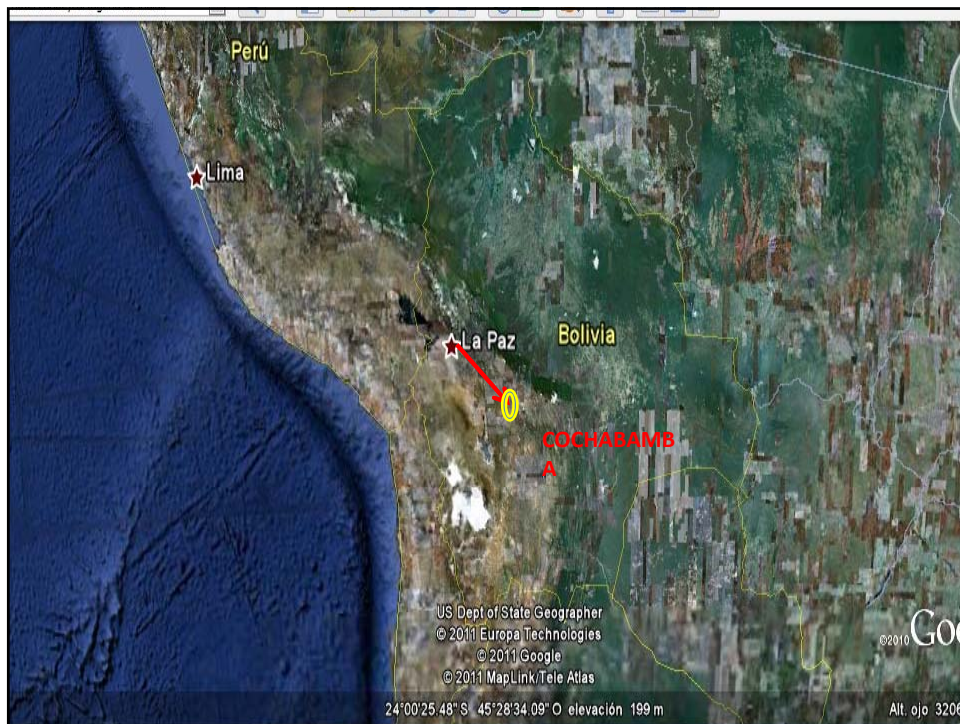 Perú
Lima
La Paz
Bolivia
COCHABAMB
A
US Dept of State Geographer
© 2011 Europa Technologies
© 2011 Google
© 2011 MapLink/Tele Atlas
©2010 Goo
24°00'25.48" S 45°28'34.09" O elevación 199 m
Alt. ojo 3206